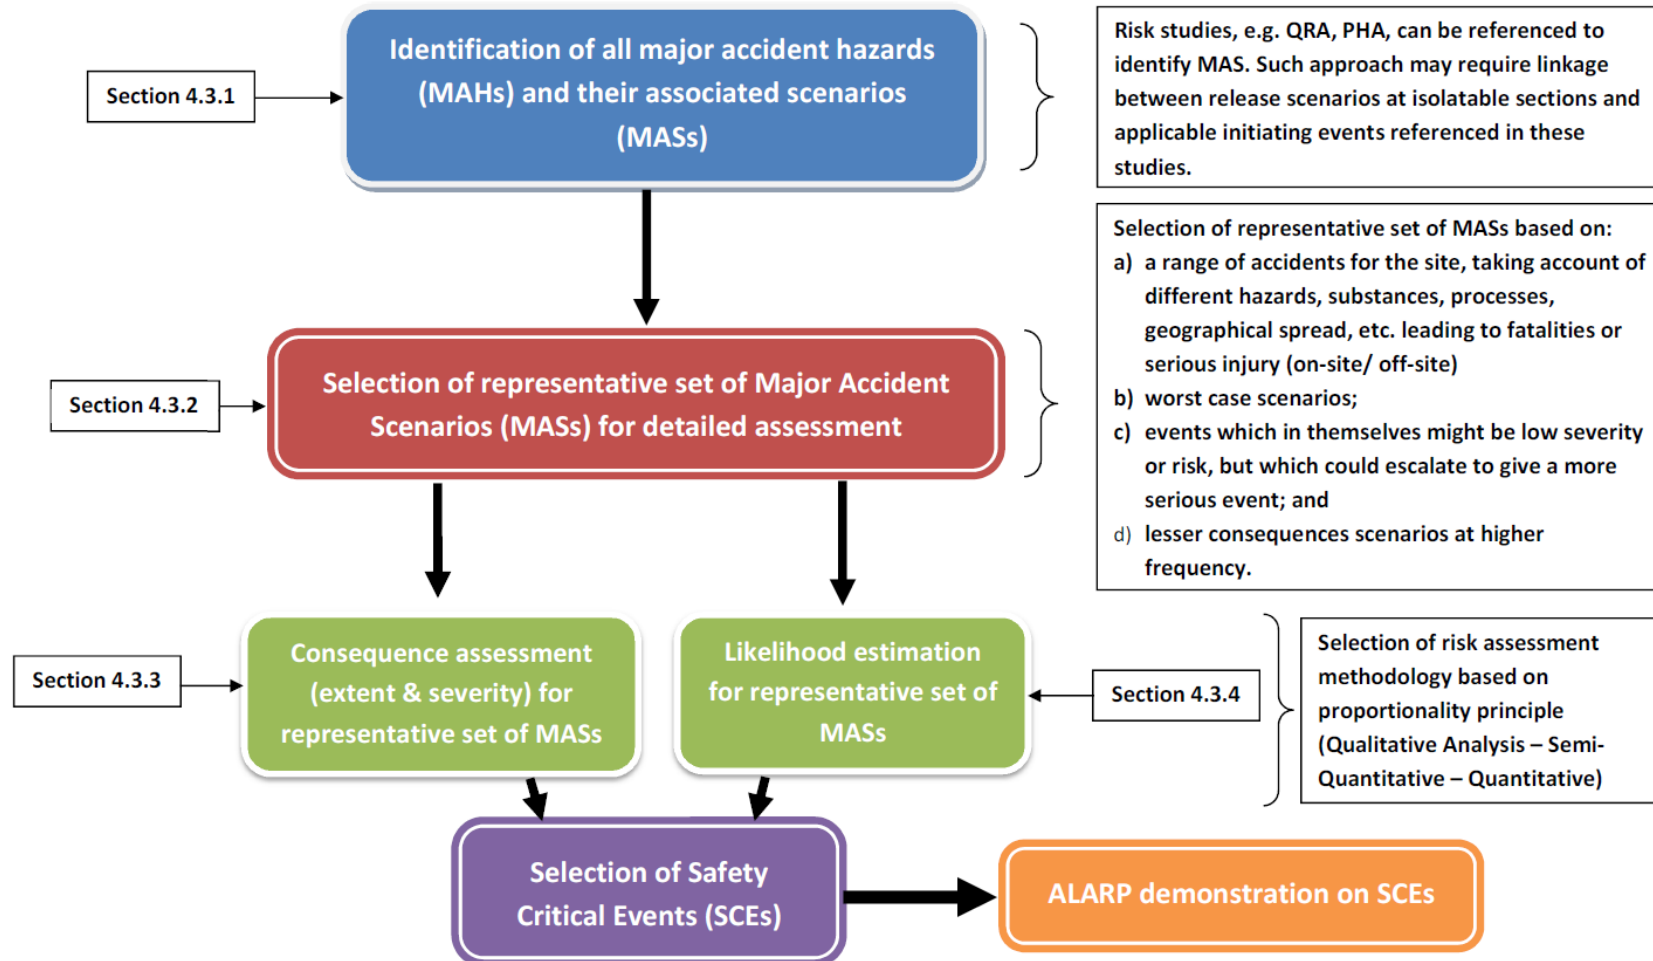 Identification of all major accident hazards
(MAHs) and their associated scenarios
(MASs)
Section 4.3.1
Risk studies, e.g. QRA, PHA, can be referenced to
identify MAS. Such approach may require linkage
between release scenarios at isolatable sections and
applicable initiating events referenced in these
studies.
Selection of representative set of Major Accident
Scenarios (MASs) for detailed assessment
Section 4.3.2
Selection of representative set of MASs based on:
a) a range of accidents for the site, taking account of
different hazards, substances, processes,
geographical spread, etc. leading to fatalities or
serious injury (on-site/ off-site)
b) worst case scenarios;
c) events which in themselves might be low severity
or risk, but which could escalate to give a more
serious event; and
d) lesser consequences scenarios at higher
frequency.
Section 4.3.3
Consequence assessment
(extent & severity) for
representative set of MASs
Likelihood estimation
for representative set of
MASs
Section 4.3.4
Selection of risk assessment
methodology based on
proportionality principle
(Qualitative Analysis – Semi-
Quantitative – Quantitative)
Selection of Safety
Critical Events (SCEs)
ALARP demonstration on SCEs